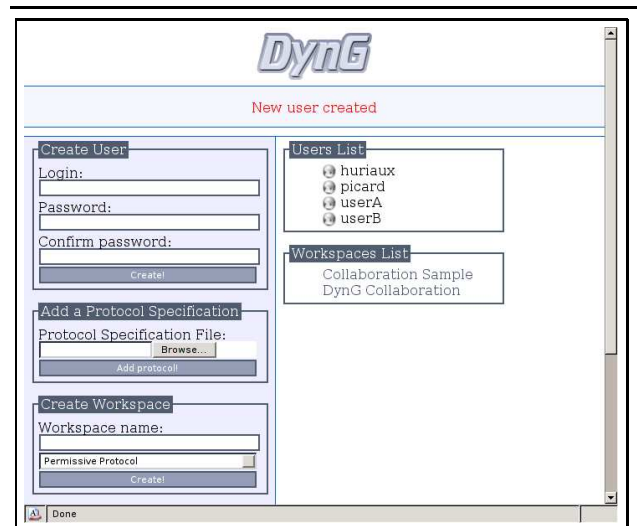 DynG
New user created
Create User
Login:
Password:
Confirm password:
Create!
Add a Protocol Specification
Protocol Specification File:
Browse...
Add protocol!
Create Workspace
Workspace name:
Permissive Protocol
Create!
Users List
huriaux
picard
userA
userB
Workspaces List
Collaboration Sample
DynG Collaboration
Done